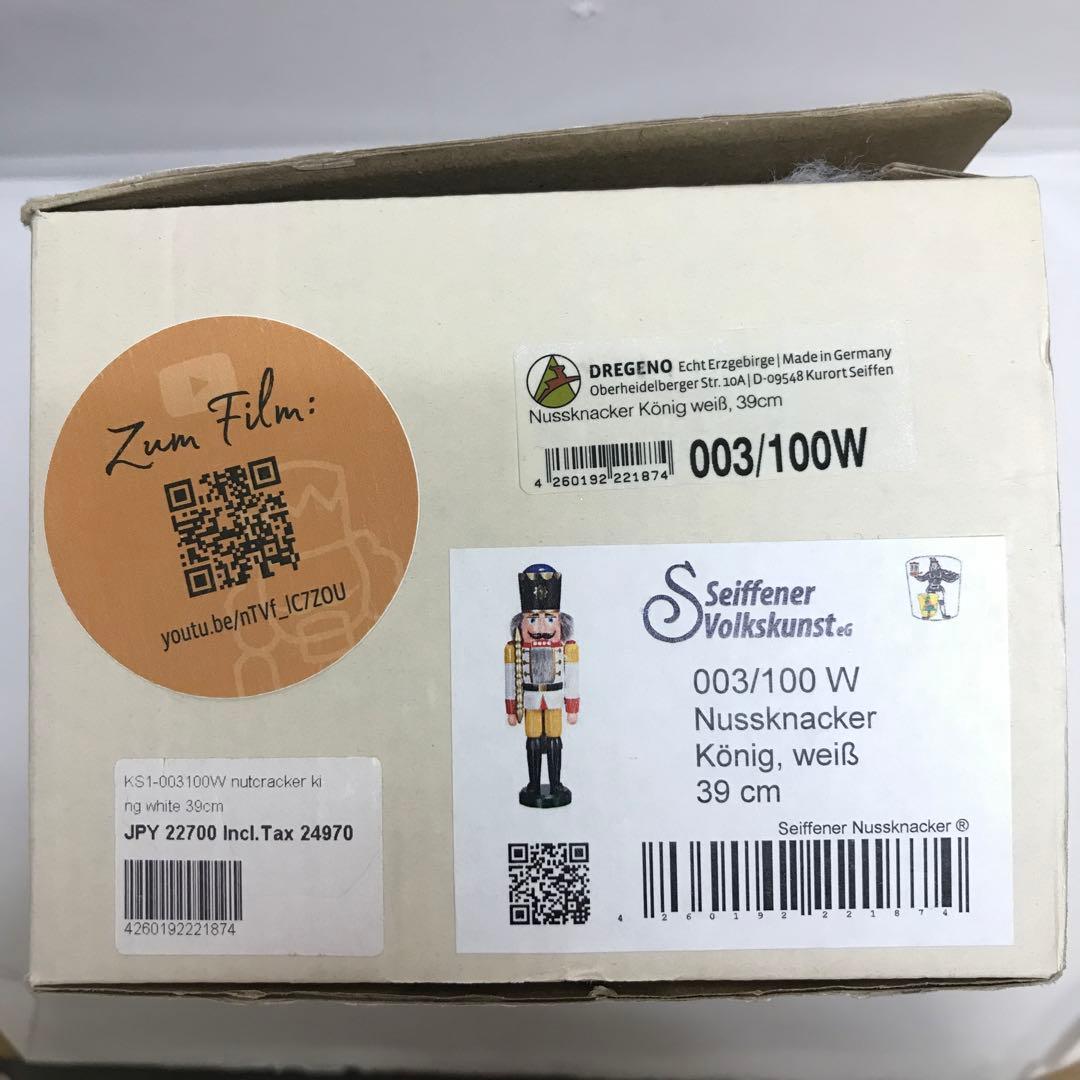 Zum Film:
youtu.be/nTVf_lC7ZOU
DREGENO Echt Erzgebirge | Made in Germany
Oberheidelberger Str. 10A | D-09548 Kurort Seiffen
Nussknacker König weiß, 39cm
003/100W
4 260192 221874
Seiffener
Volkskunst eG
003/100 W
Nussknacker
König, weiß
39 cm
Seiffener Nussknacker ®
4 260192 221874
KS1-003100W nutcracker ki
ng white 39cm
JPY 22700 Incl.Tax 24970
4260192221874